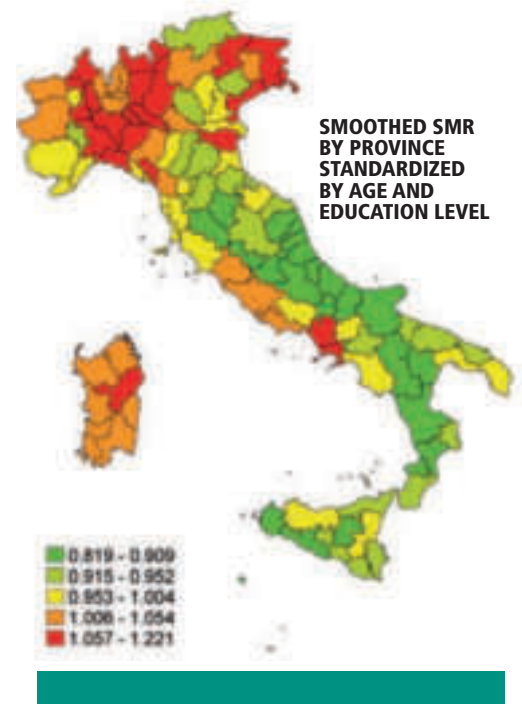 SMOOTHED SMR
BY PROVINCE
STANDARDIZED
BY AGE AND
EDUCATION LEVEL
0.819 - 0.909
0.915 - 0.952
0.953 - 1.004
1.006 - 1.054
1.057 - 1.221